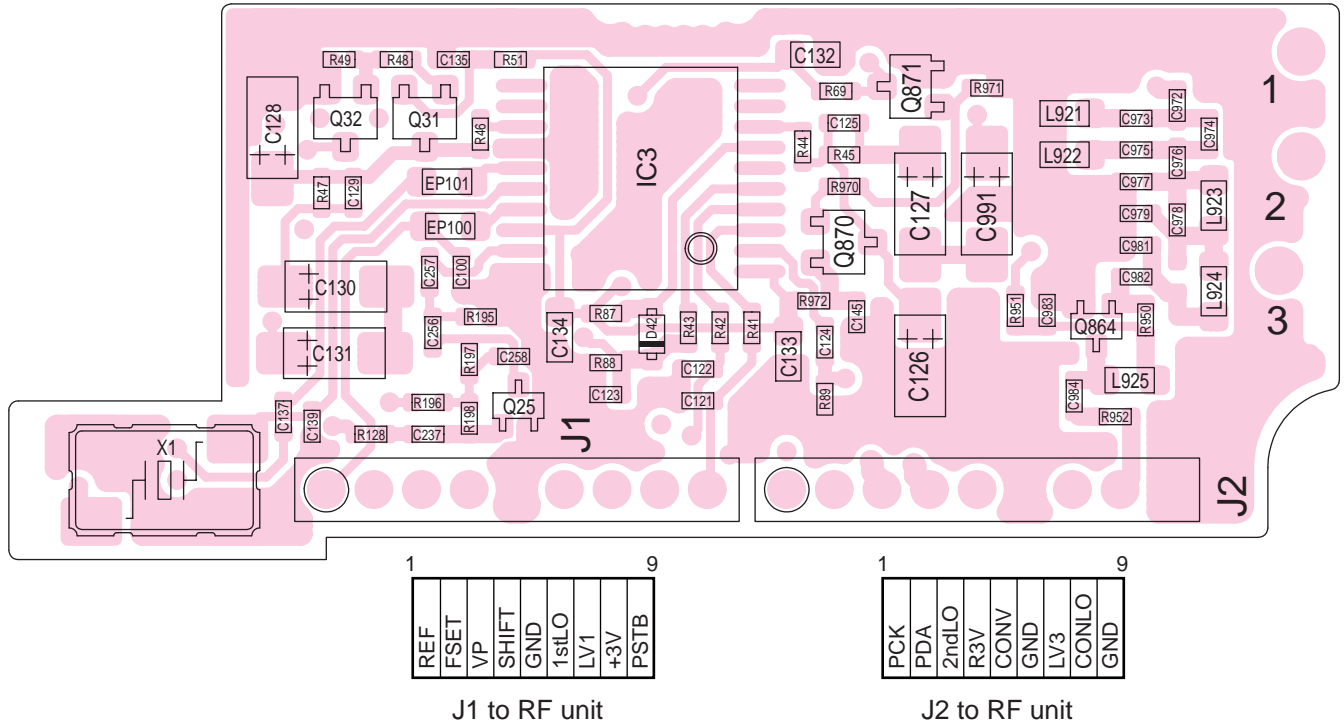 R49 R48 C135 R51 C132 Q871 R971
R69
C128 Q32 Q31 R46 IC3 R44 C125 L921 C973 C972 C974 1
R45 L922 C975 C976
R47 C129 EP101 R970 C127 C991 C977 L923
EP100 Q870 C979 C978 2
C257 C100 C981
C130 C982 L924
R972 C145 R951 C983 R950
C256 R195 C134 R87 D42 R43 R42 R41 C133 C124 C126 Q864 3
C131 R197 C258 R88 C122
C123 C121 R89 C984 L925
C137 C139 R196 R198 Q25 R952
R128 C237 J1
X1
J2
1 9
REF
FSET
VP
SHIFT
GND
1stLO
LV1
+3V
PSTB
J1 to RF unit
1 9
PCK
PDA
2ndLO
R3V
CONV
GND
LV3
CONLO
GND
J2 to RF unit